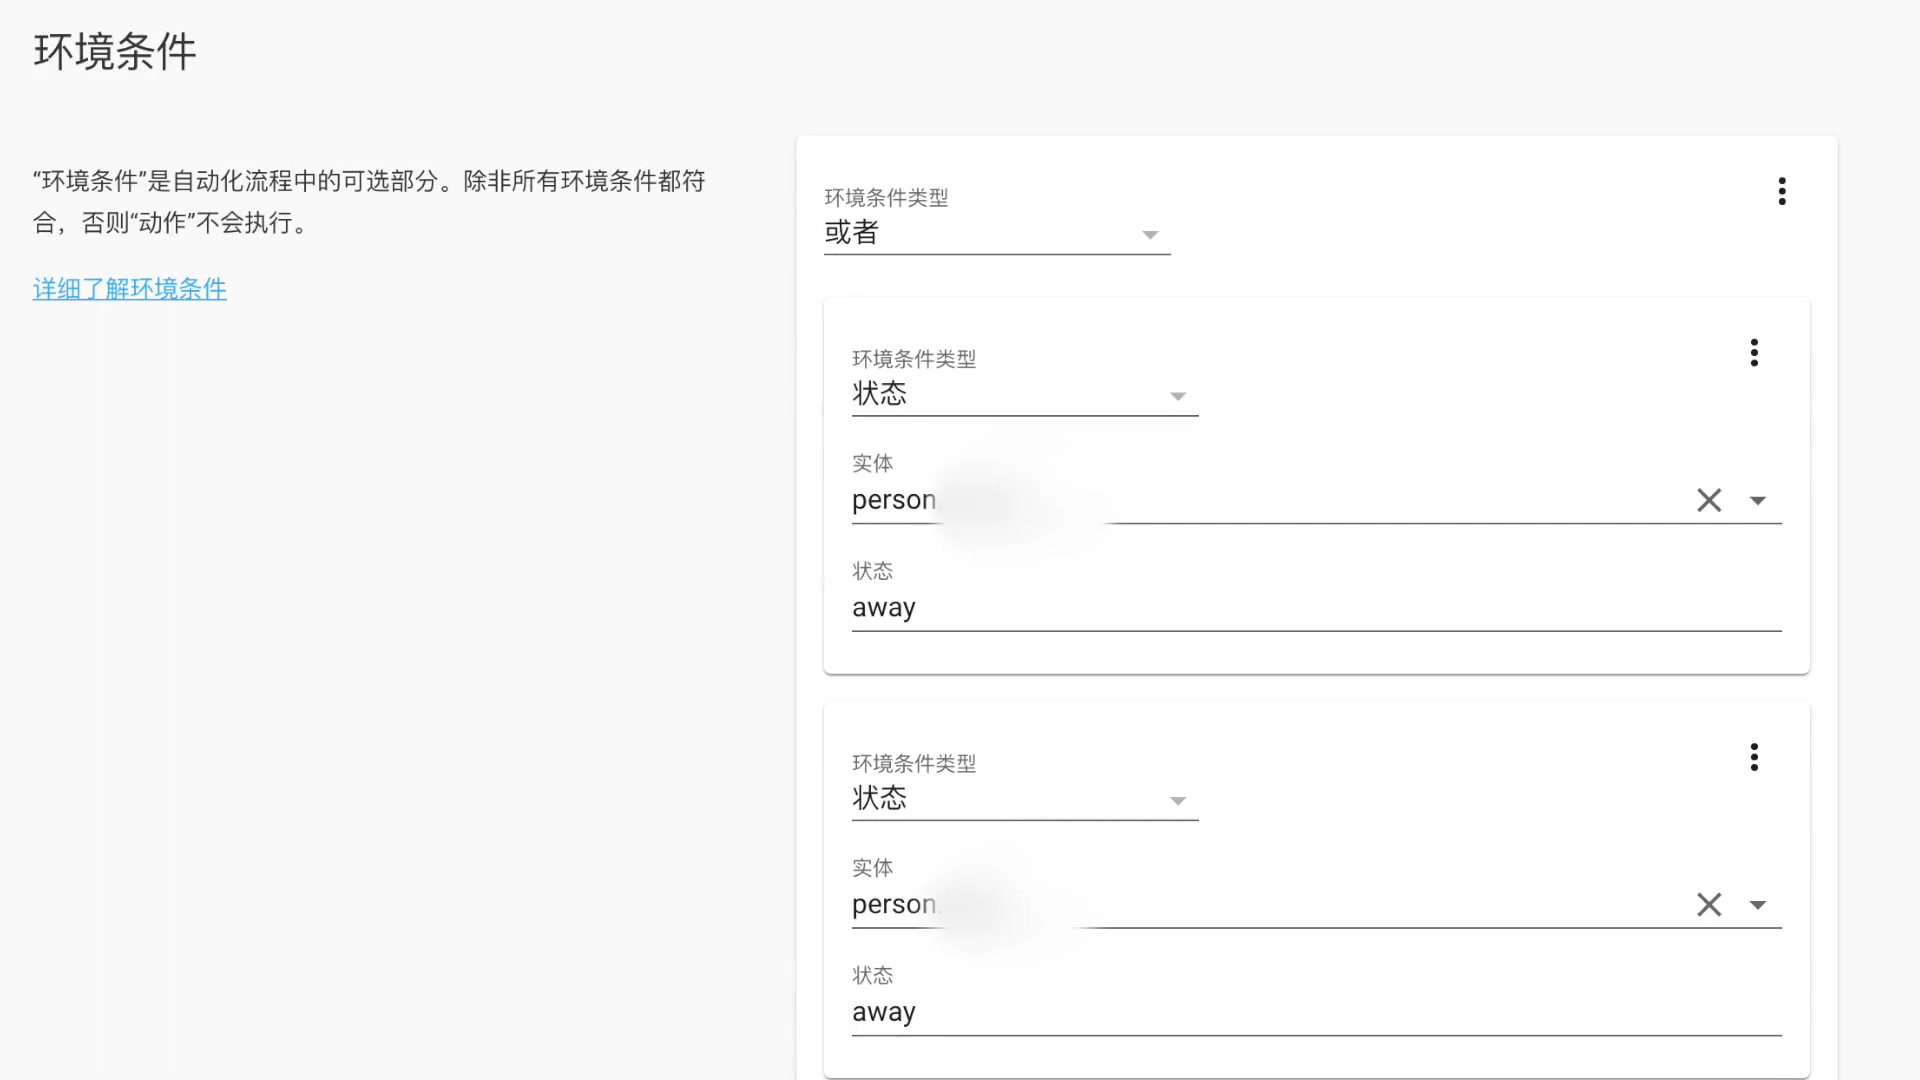 环境条件
“环境条件”是自动化流程中的可选部分。除非所有环境条件都符
合，否则“动作”不会执行。
详细了解环境条件
环境条件类型
或者
环境条件类型
状态
实体
person.
状态
away
环境条件类型
状态
实体
person.
状态
away